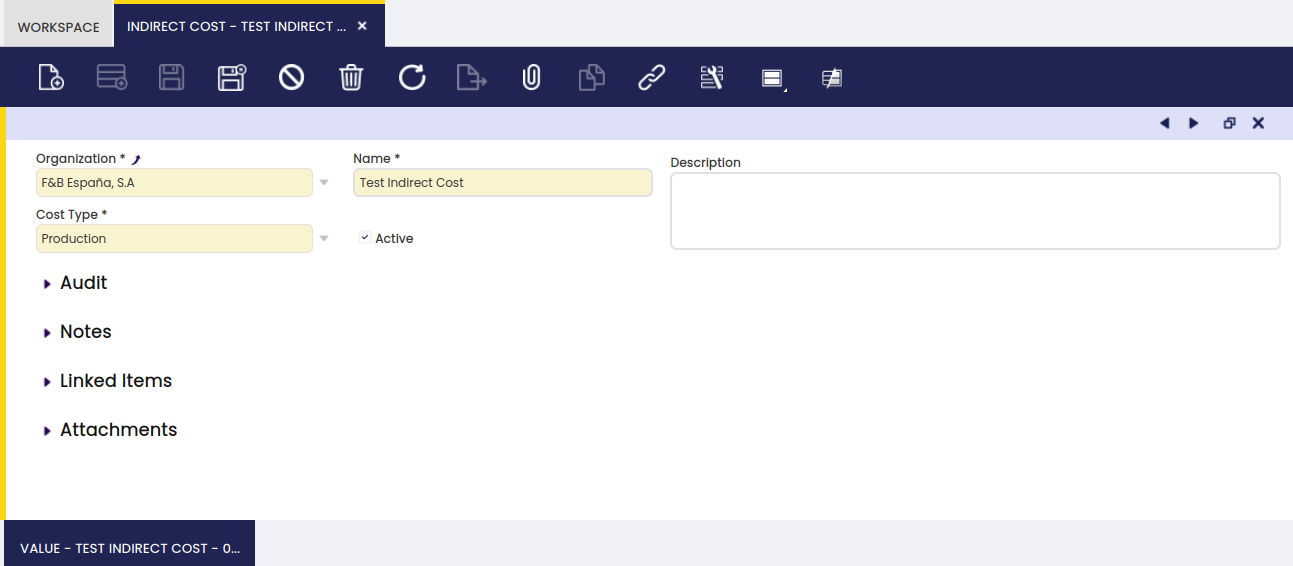 WORKSPACE
INDIRECT COST - TEST INDIRECT ...
Organization *
Name *
Description
F&B España, S.A
Test Indirect Cost
Cost Type *
Production
Active
Audit
Notes
Linked Items
Attachments
VALUE - TEST INDIRECT COST - 0...